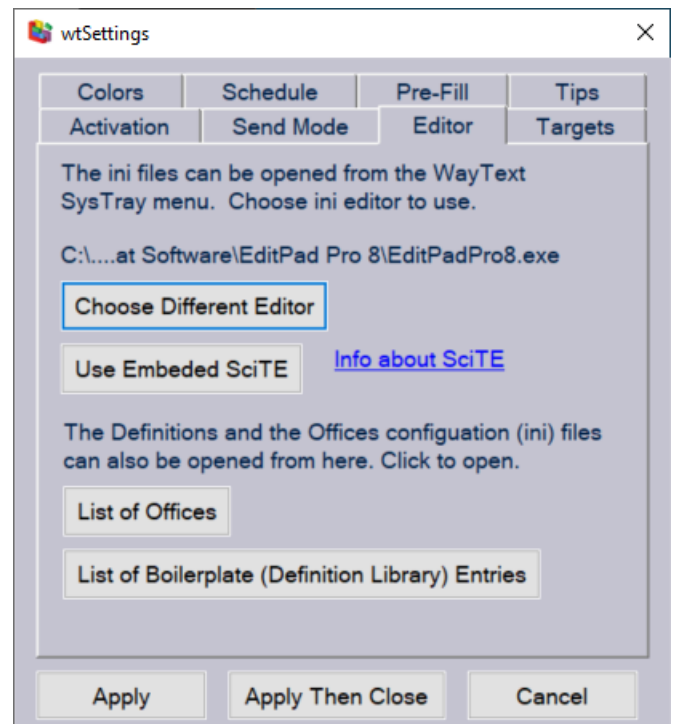 wtSettings
Colors Schedule Pre-Fill Tips
Activation Send Mode Editor Targets
The ini files can be opened from the WayText
SysTray menu. Choose ini editor to use.
C:\....at Software\EditPad Pro 8\EditPadPro8.exe
Choose Different Editor
Use Embeded SciTE Info about SciTE
The Definitions and the Offices configuation (ini) files
can also be opened from here. Click to open.
List of Offices
List of Boilerplate (Definition Library) Entries
Apply Apply Then Close Cancel